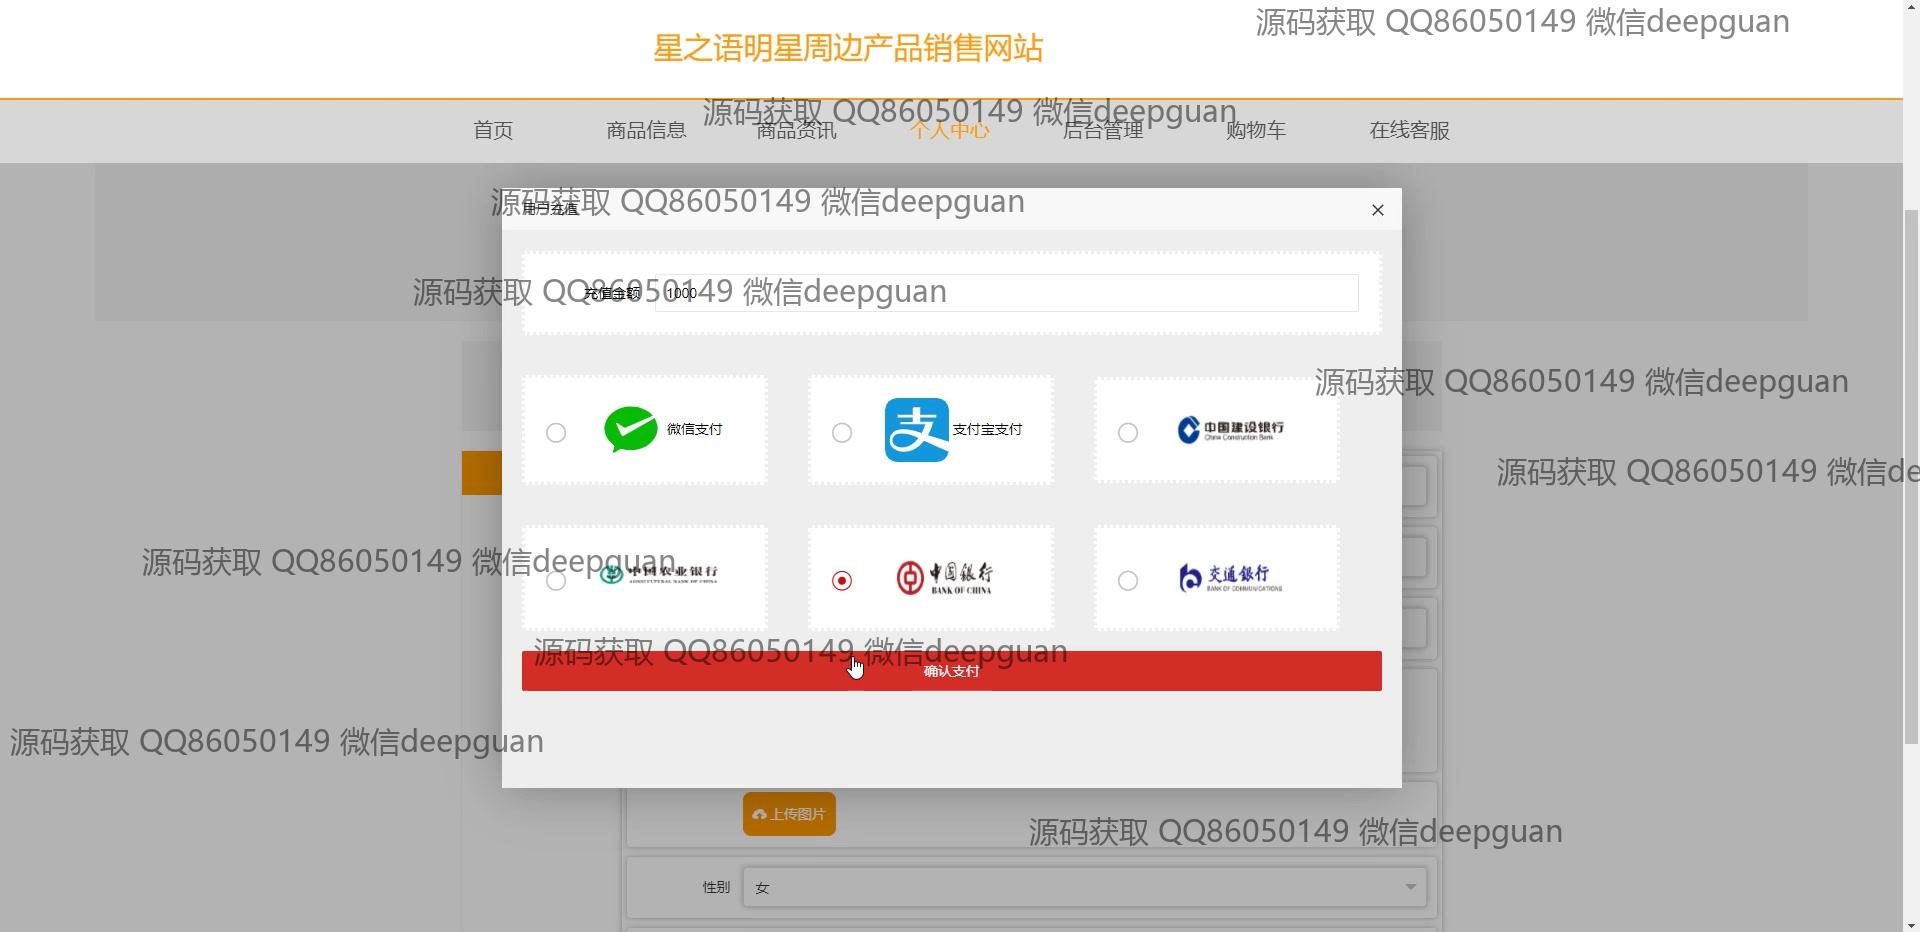 源码获取 QQ86050149 微信deepguan
星之语明星周边产品销售网站
源码获取 QQ86050149 微信deepguan
首页 商品信息 商品资讯 个人中心 后台管理 购物车 在线客服
源码获取 QQ86050149 微信deepguan
用户充值
源码获取 QQ86050149 微信deepguan
充值金额 1000
源码获取 QQ86050149 微信deepguan
微信支付 支付宝支付 中国建设银行
China Construction Bank
源码获取 QQ86050149 微信de
源码获取 QQ86050149 微信deepguan
中国农业银行 中国银行 交通银行
AGRICULTURAL BANK OF CHINA BANK OF CHINA BANK OF COMMUNICATIONS
源码获取 QQ86050149 微信deepguan
确认支付
源码获取 QQ86050149 微信deepguan
上传图片
源码获取 QQ86050149 微信deepguan
性别 女